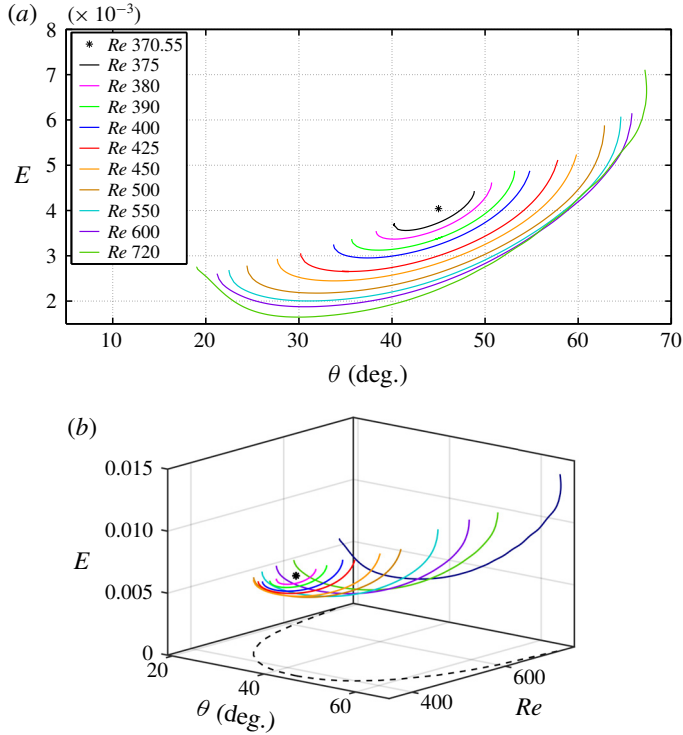 (a)
(× 10−3)
8
7
6
5
4
3
2
E
Re 370.55
Re 375
Re 380
Re 390
Re 400
Re 425
Re 450
Re 500
Re 550
Re 600
Re 720
10 20 30 40 50 60 70
θ (deg.)
(b)
0.015
0.010
0.005
0
E
20
40
60
θ (deg.)
400
600
Re